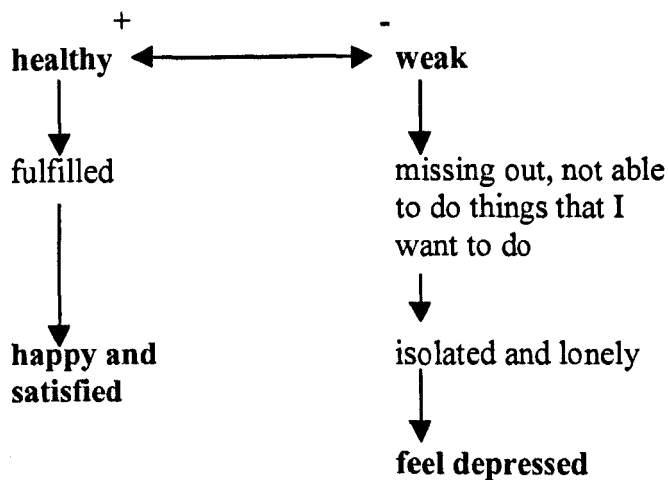 + -
healthy weak
fulfilled
missing out, not able
to do things that I
want to do
happy and
satisfied
isolated and lonely
feel depressed